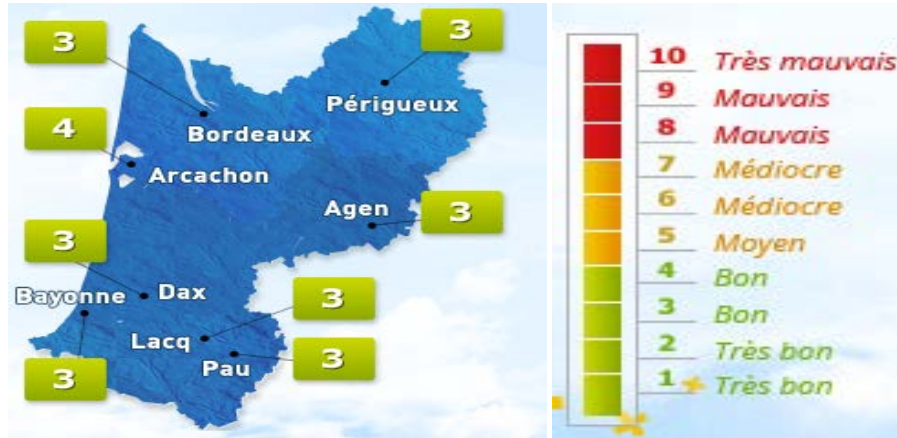 3
3
Périgueux
Bordeaux
4
Arcachon
Agen
3
3
Dax
Bayonne
3
Lacq
Pau
3
3
10 Très mauvais
9 Mauvais
8 Mauvais
7 Médiocre
6 Médiocre
5 Moyen
4 Bon
3 Bon
2 Très bon
1 Très bon